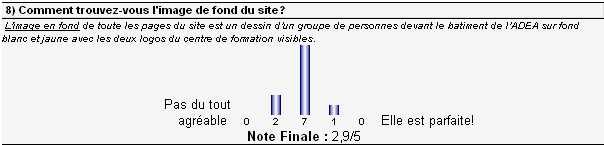 8) Comment trouvez-vous l'image de fond du site?
L'image en fond de toute les pages du site est un dessin d'un groupe de personnes devant le batiment de l'ADEA sur fond
blanc et jaune avec les deux logos du centre de formation visibles.
Pas du tout
agréable 0 2 7 1 0 Elle est parfaite!
Note Finale : 2,9/5